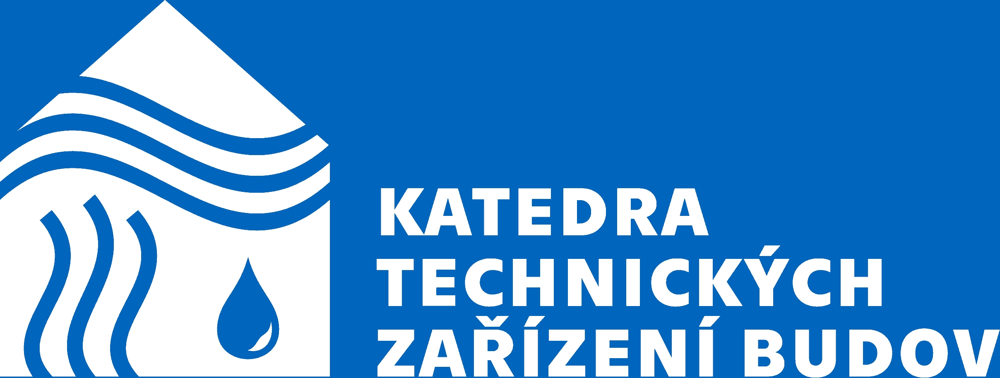 KATEDRA
TECHNICKÝCH
ZAŘÍZENÍ BUDOV